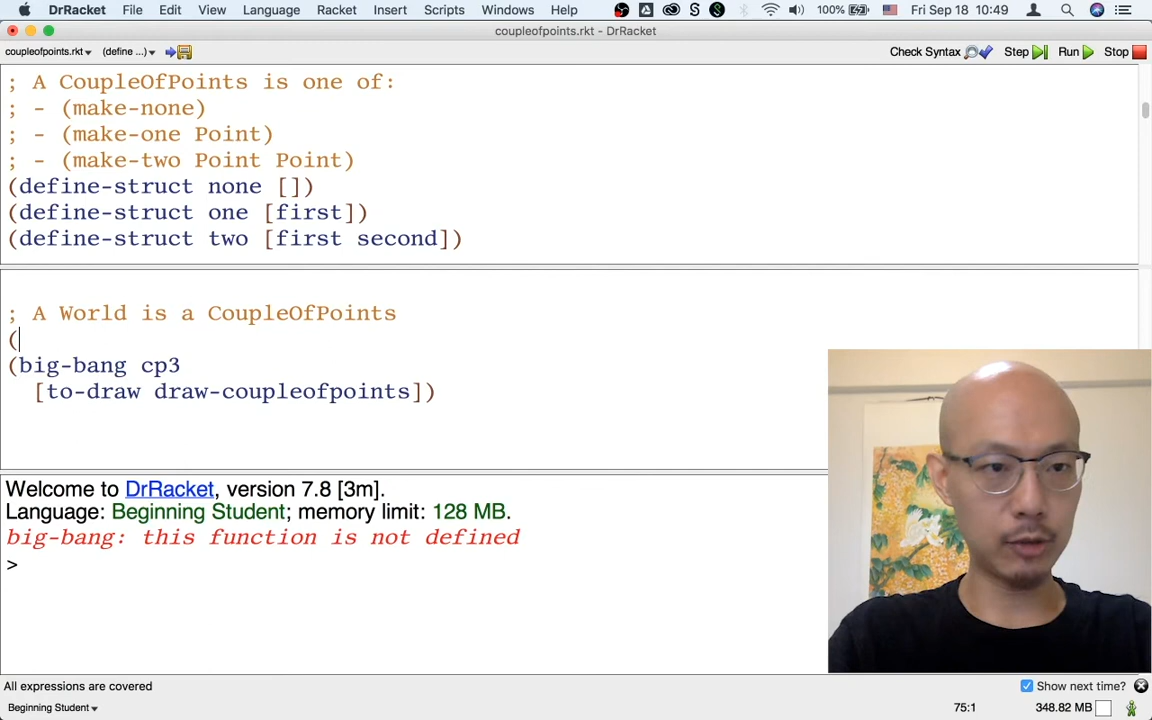 DrRacket File Edit View Language Racket Insert Scripts Windows Help 100% Fri Sep 18 10:49
coupleofpoints.rkt - DrRacket
coupleofpoints.rkt (define ...) Check Syntax Step Run Stop
; A CoupleOfPoints is one of:
; - (make-none)
; - (make-one Point)
; - (make-two Point Point)
(define-struct none [])
(define-struct one [first])
(define-struct two [first second])
; A World is a CoupleOfPoints
(
(big-bang cp3
[to-draw draw-coupleofpoints])
Welcome to DrRacket, version 7.8 [3m].
Language: Beginning Student; memory limit: 128 MB.
big-bang: this function is not defined
>
All expressions are covered Show next time?
Beginning Student 75:1 348.82 MB